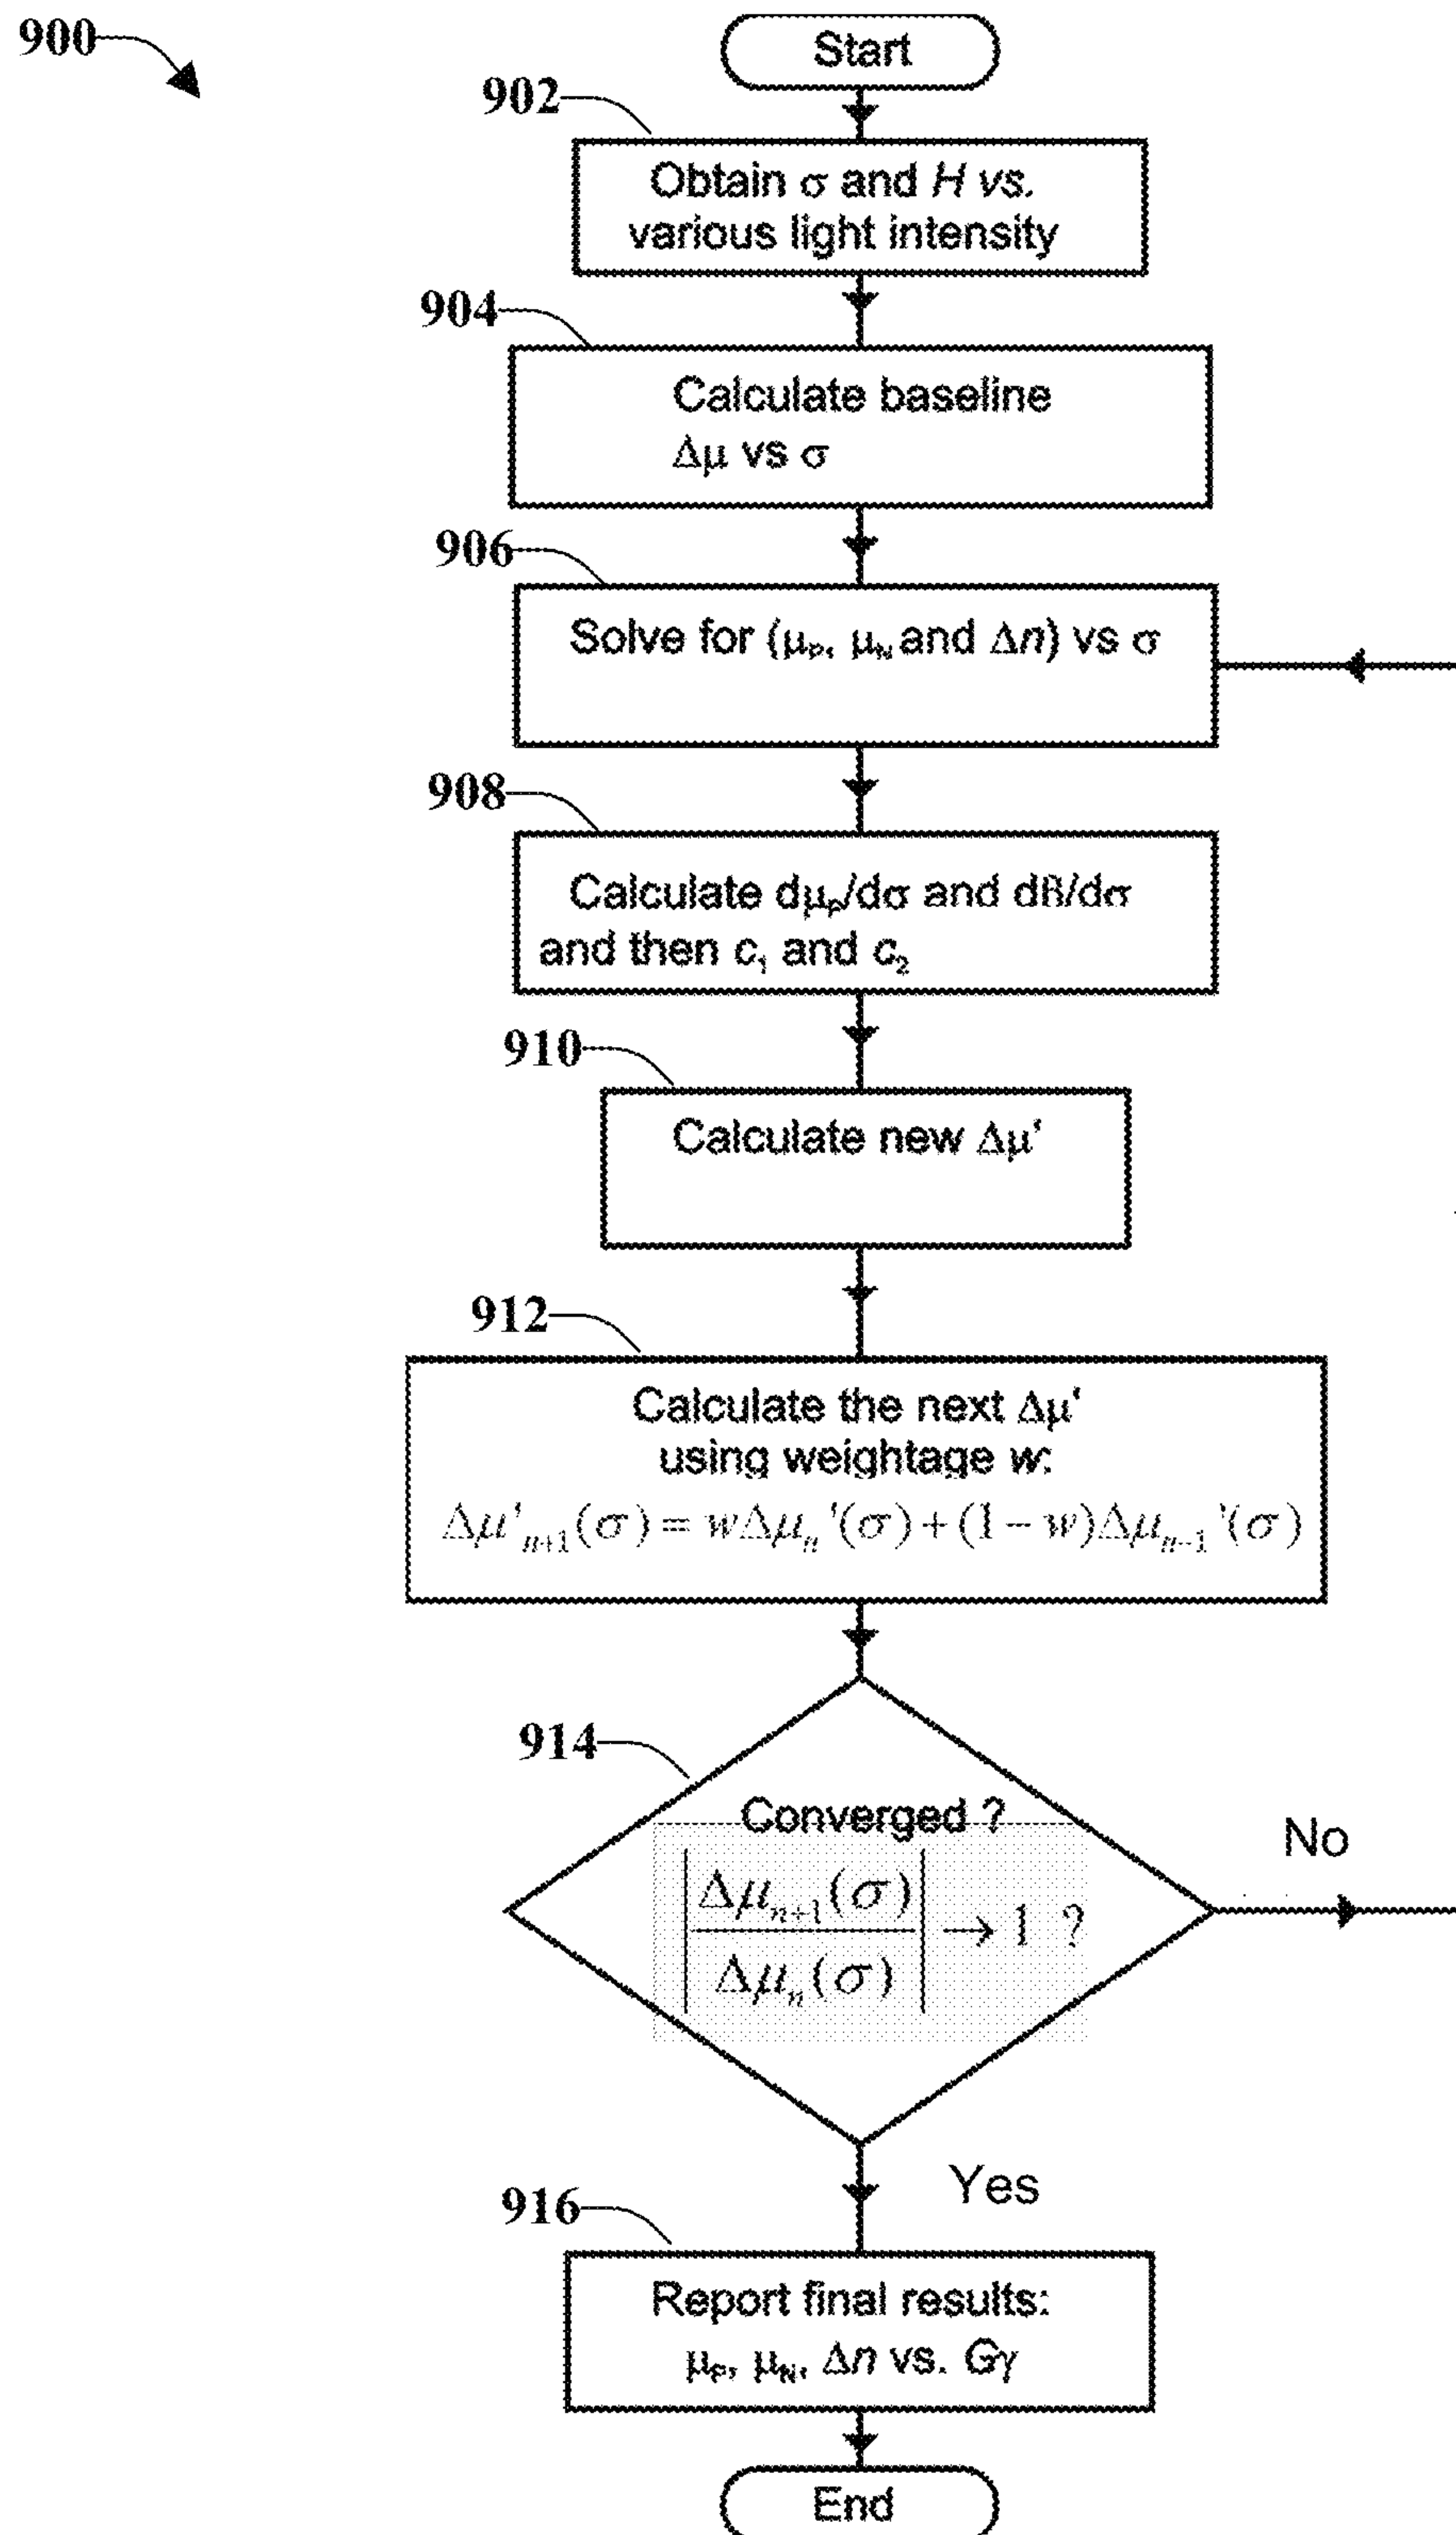 900
Start
902
Obtain σ and H vs.
various light intensity
904
Calculate baseline
Δμ vs σ
906
Solve for (μP, μN and Δn) vs σ
908
Calculate dμP/dσ and dβ/dσ
and then c1 and c2
910
Calculate new Δμ'
912
Calculate the next Δμ'
using weightage w:
Δμ'n+1(σ) = wΔμn'(σ)+(1−w)Δμn−1'(σ)
914
Converged ?
|Δμn+1(σ)/Δμn(σ)| → 1 ?
No
Yes
916
Report final results:
μP, μN, Δn vs. Gγ
End